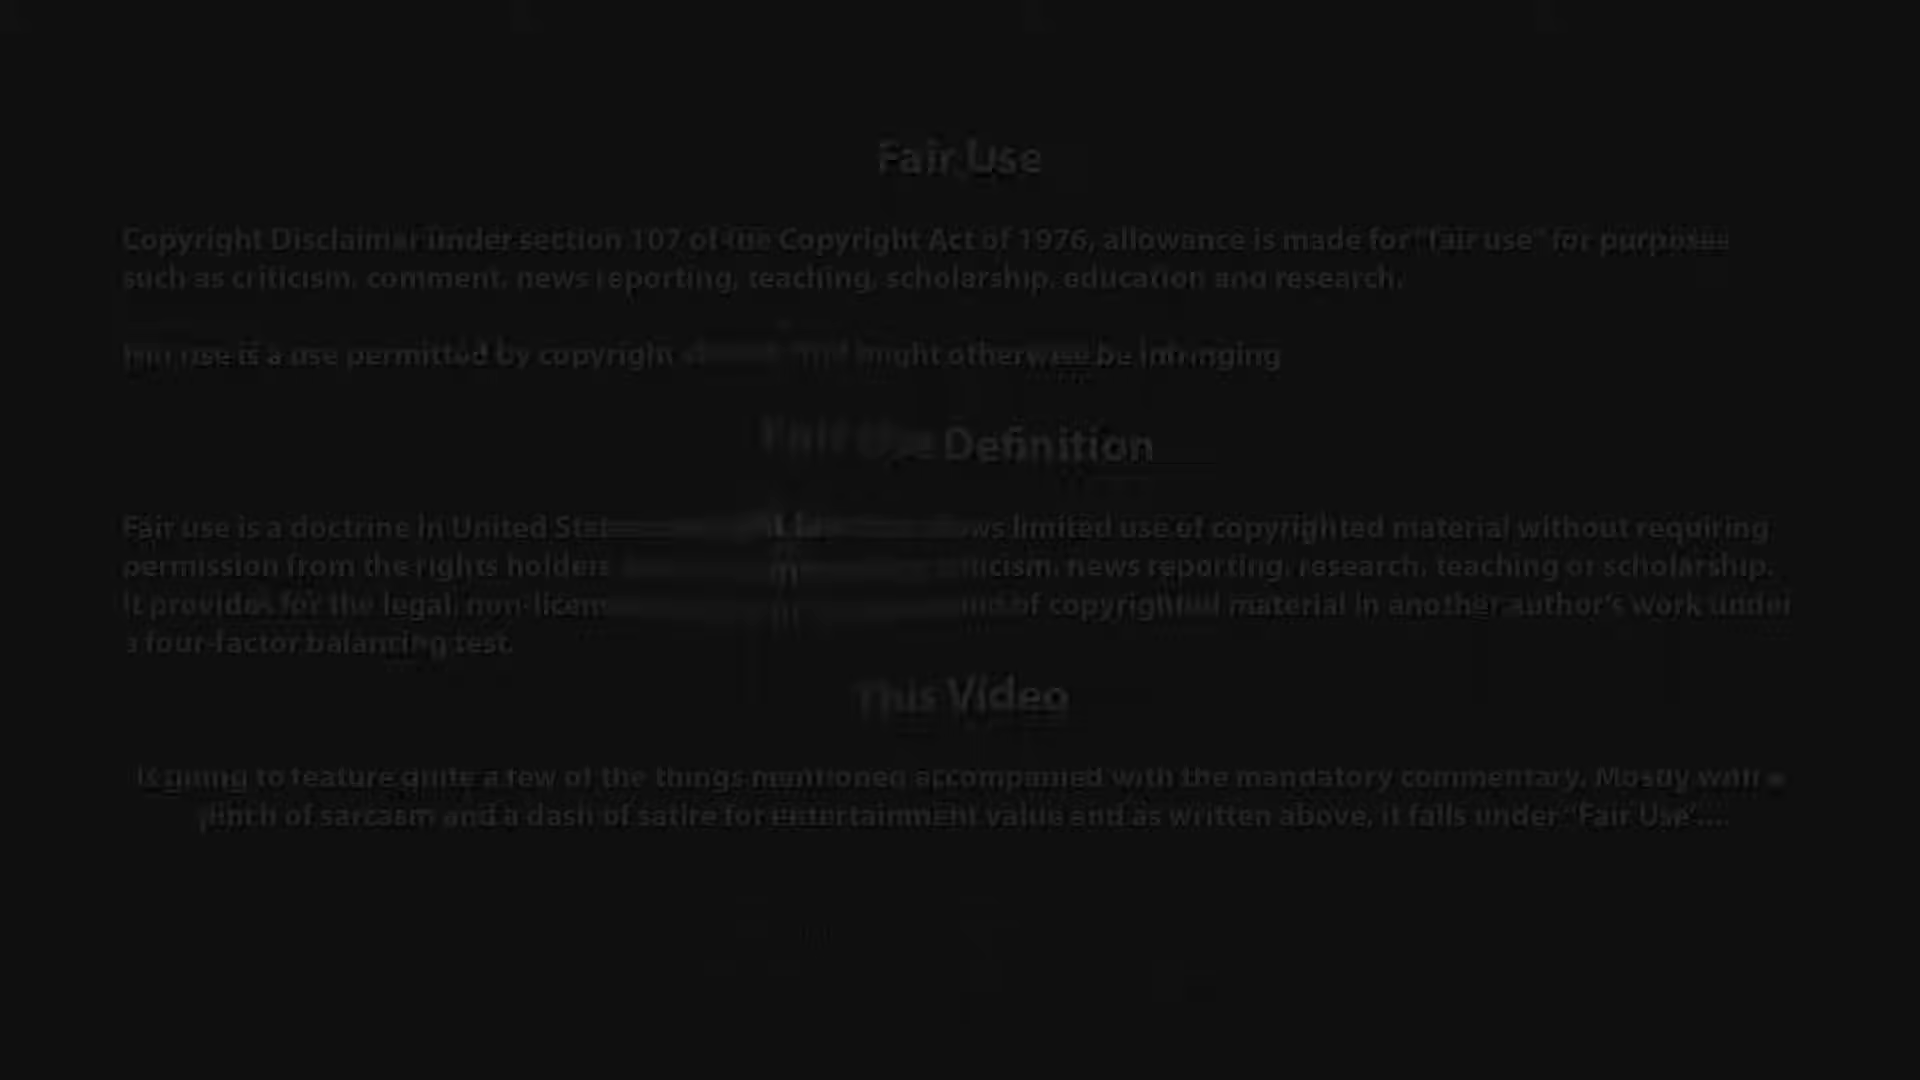 Fair Use
Copyright Disclaimer under section 107 of the Copyright Act of 1976, allowance is made for "fair use" for purposes
such as criticism, comment, news reporting, teaching, scholarship, education and research.
Fair use is a use permitted by copyright might otherwise be infringing
Fair Use Definition
Fair use is a doctrine in United limited use of copyrighted material without requiring
permission from the rights holders news reporting, research, teaching or scholarship.
It provides for the legal, of copyrighted material in another author's work under
a four-factor balancing test.
This Video
Is going to feature quite a few of the things mentioned accompanied with the mandatory commentary. Mostly with a
pinch of sarcasm and a dash of satire for entertainment value and as written above, it falls under "Fair Use"....